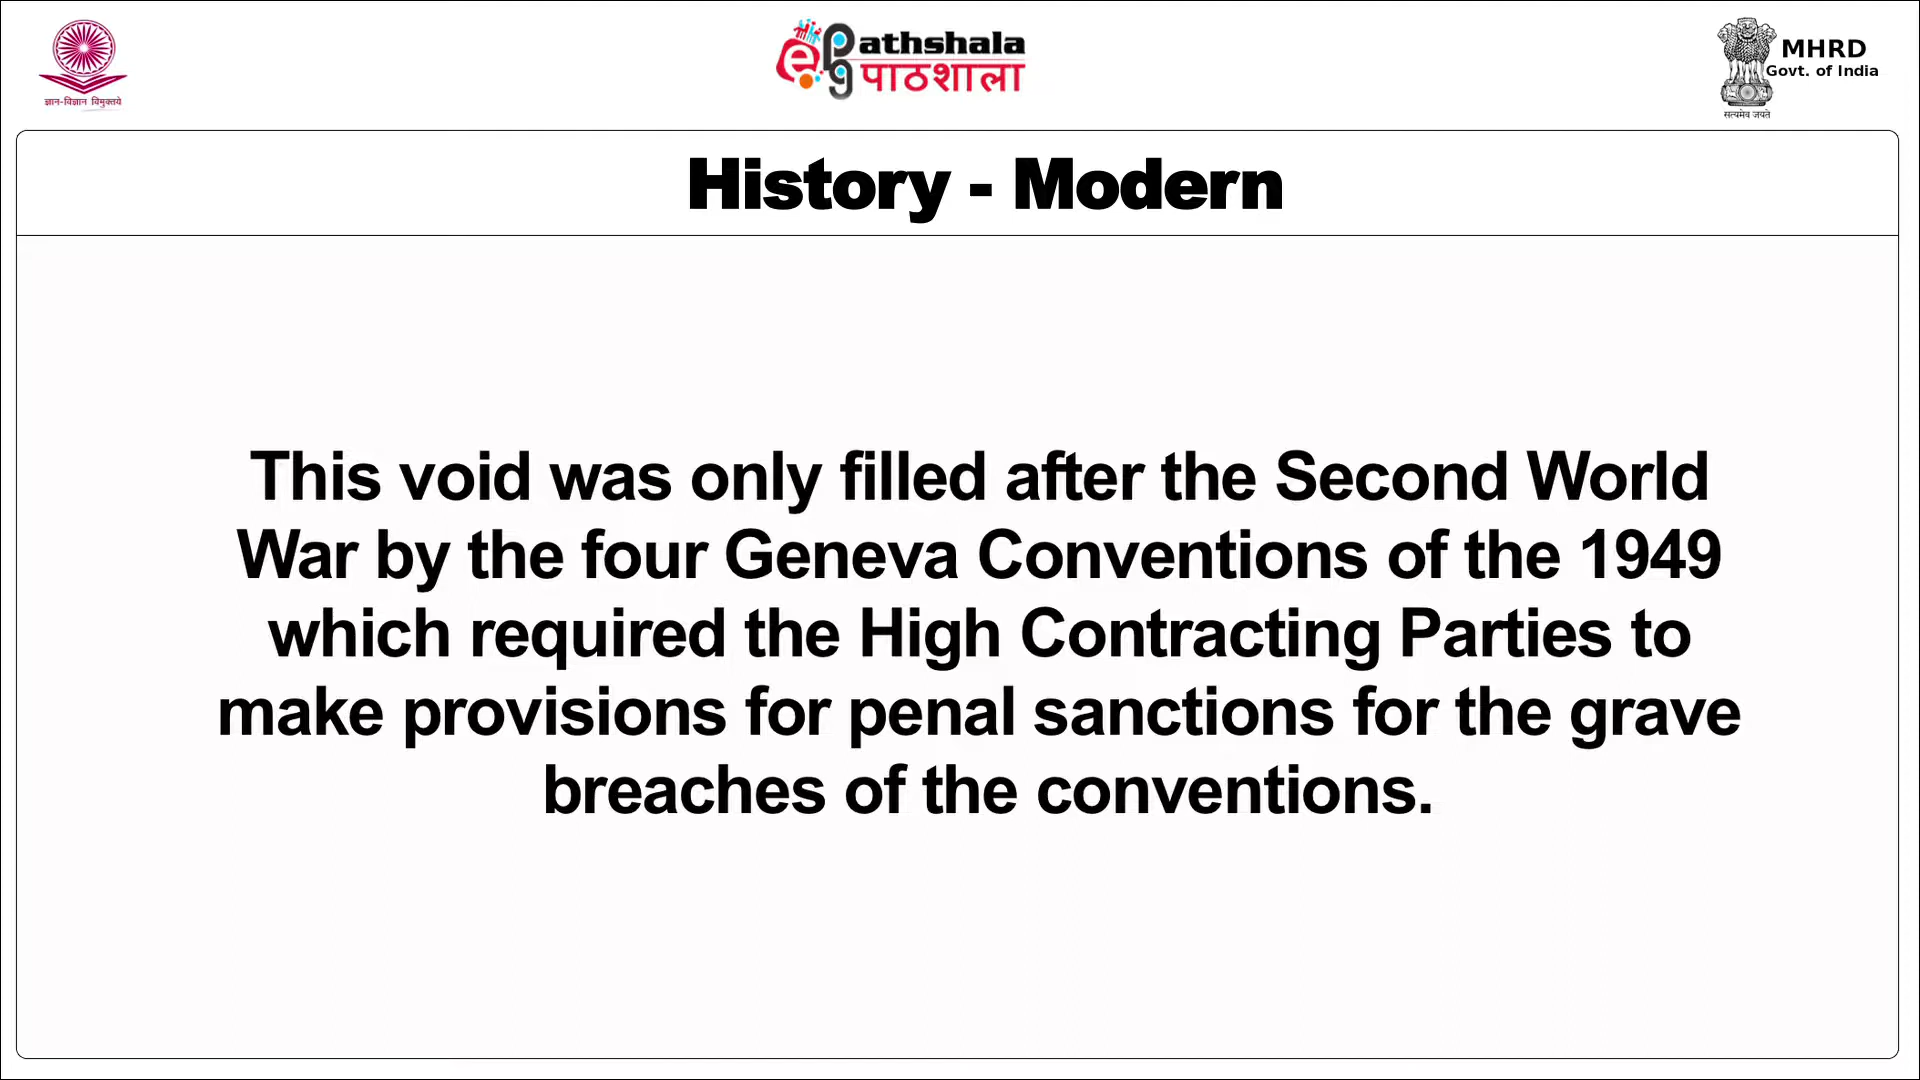 ज्ञान-विज्ञान विमुक्तये
ePG athshala
पाठशाला
MHRD
Govt. of India
सत्यमेव जयते
History - Modern
This void was only filled after the Second World
War by the four Geneva Conventions of the 1949
which required the High Contracting Parties to
make provisions for penal sanctions for the grave
breaches of the conventions.